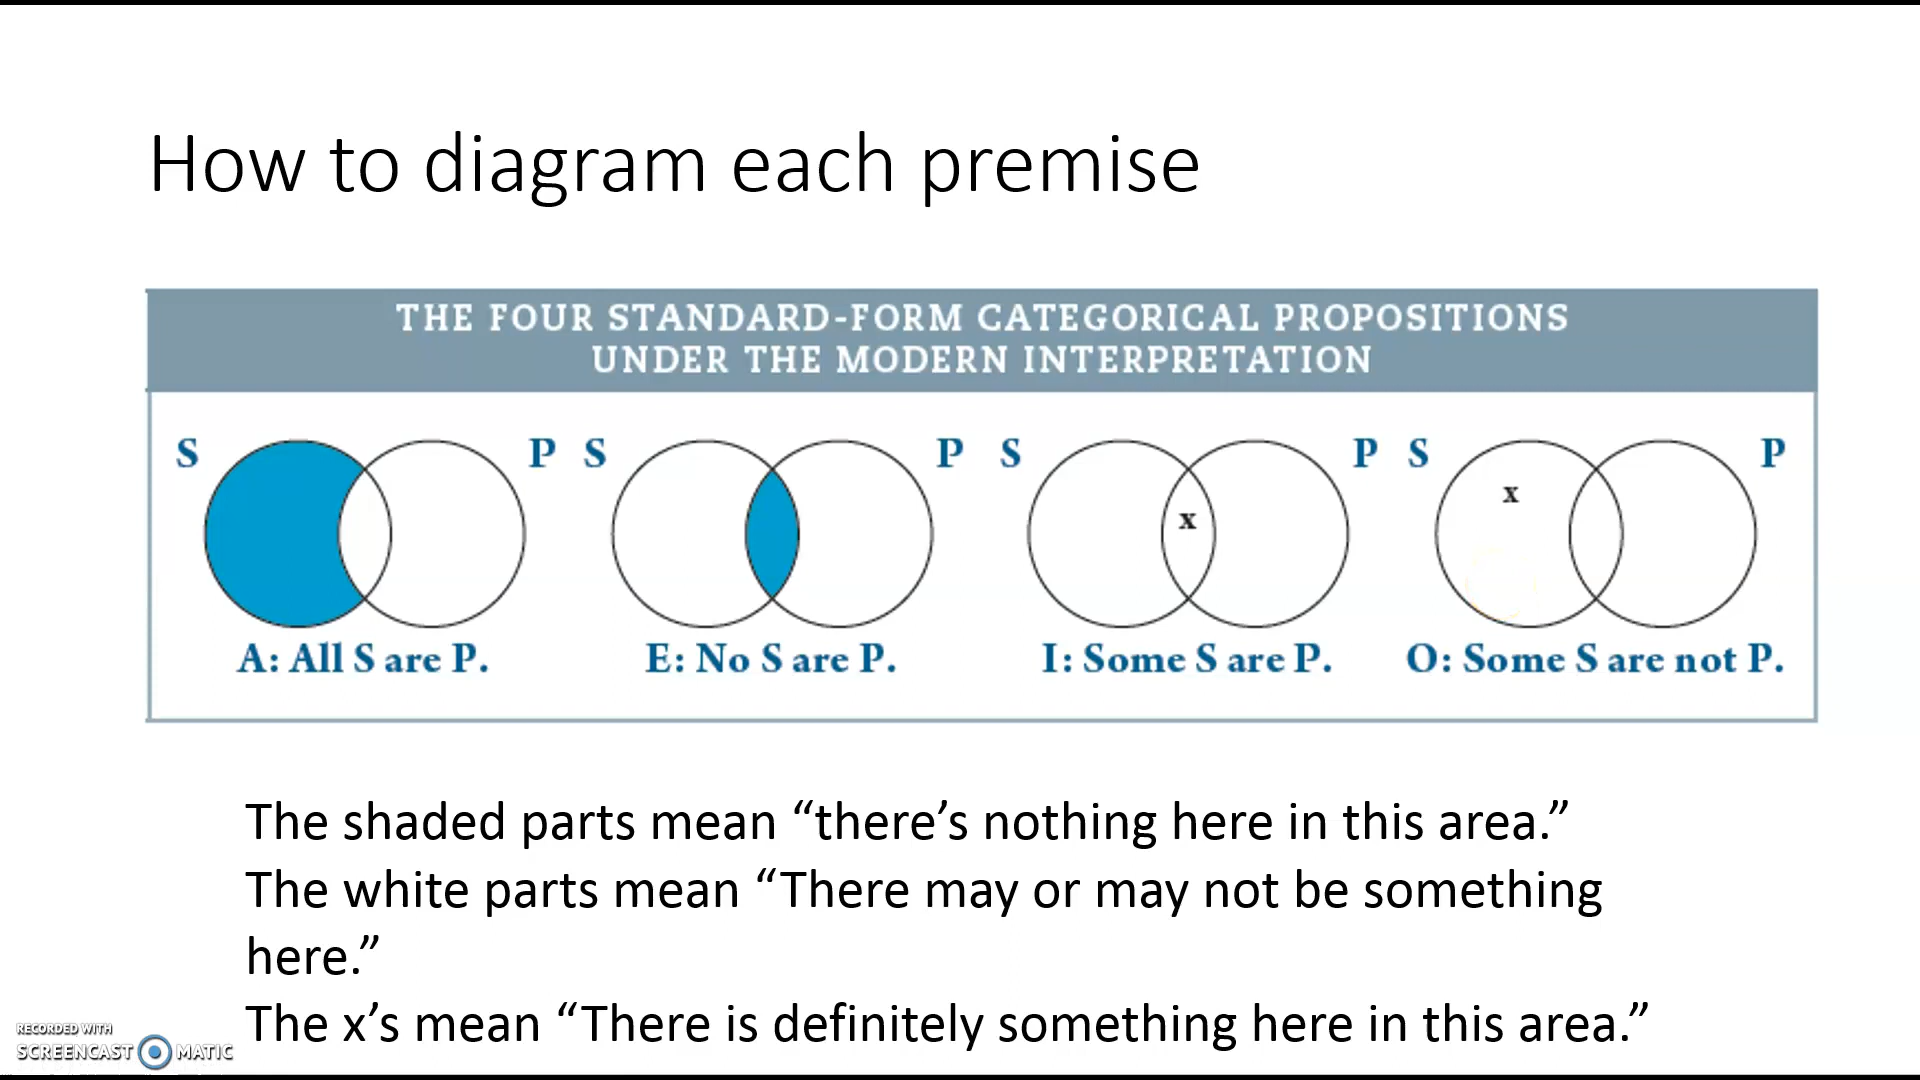 How to diagram each premise
THE FOUR STANDARD-FORM CATEGORICAL PROPOSITIONS
UNDER THE MODERN INTERPRETATION
S P S P S P S P
x x
A: All S are P. E: No S are P. I: Some S are P. O: Some S are not P.
The shaded parts mean “there’s nothing here in this area.”
The white parts mean “There may or may not be something
here.”
The x’s mean “There is definitely something here in this area.”
RECORDED WITH
SCREENCAST MATIC